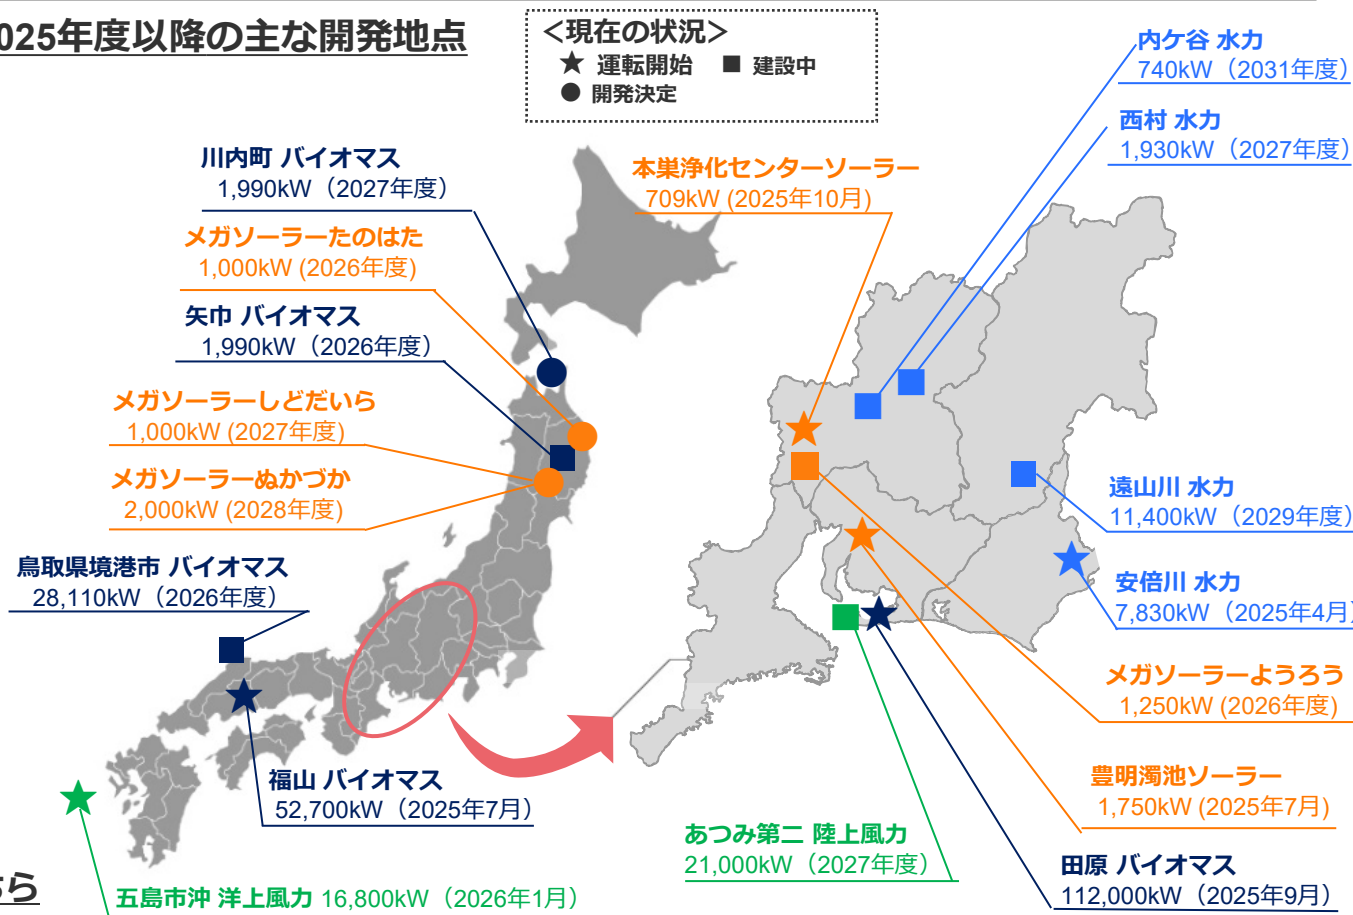 025年度以降の主な開発地点
＜現在の状況＞
★ 運転開始 ■ 建設中
● 開発決定
川内町 バイオマス
1,990kW（2027年度）
メガソーラーたのはた
1,000kW (2026年度)
矢巾 バイオマス
1,990kW（2026年度）
メガソーラーしどだいら
1,000kW (2027年度)
メガソーラーぬかづか
2,000kW (2028年度)
鳥取県境港市 バイオマス
28,110kW（2026年度）
福山 バイオマス
52,700kW（2025年7月）
五島市沖 洋上風力 16,800kW（2026年1月）
ちら
本巣浄化センターソーラー
709kW (2025年10月)
内ケ谷 水力
740kW（2031年度）
西村 水力
1,930kW（2027年度）
遠山川 水力
11,400kW（2029年度）
安倍川 水力
7,830kW（2025年4月）
メガソーラーようろう
1,250kW (2026年度)
豊明濁池ソーラー
1,750kW (2025年7月)
あつみ第二 陸上風力
21,000kW（2027年度）
田原 バイオマス
112,000kW（2025年9月）